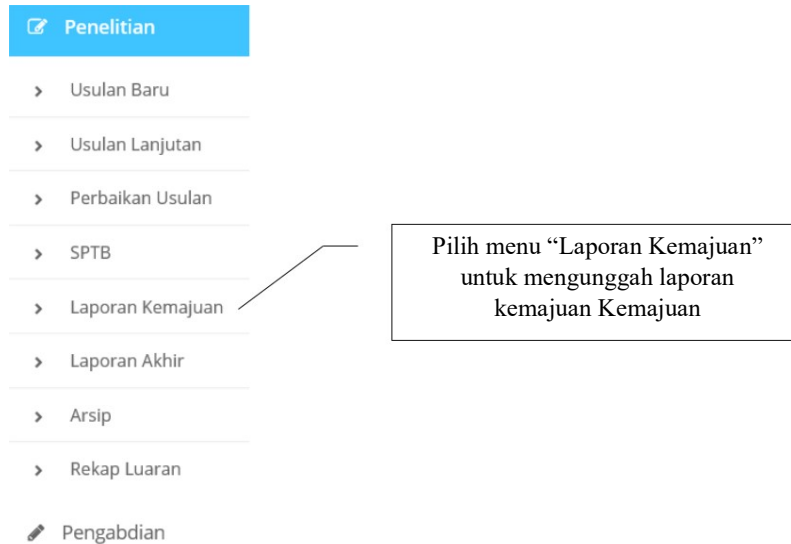 Penelitian
Usulan Baru
Usulan Lanjutan
Perbaikan Usulan
SPTB
Laporan Kemajuan
Laporan Akhir
Arsip
Rekap Luaran
Pengabdian
Pilih menu “Laporan Kemajuan”
untuk mengunggah laporan
kemajuan Kemajuan